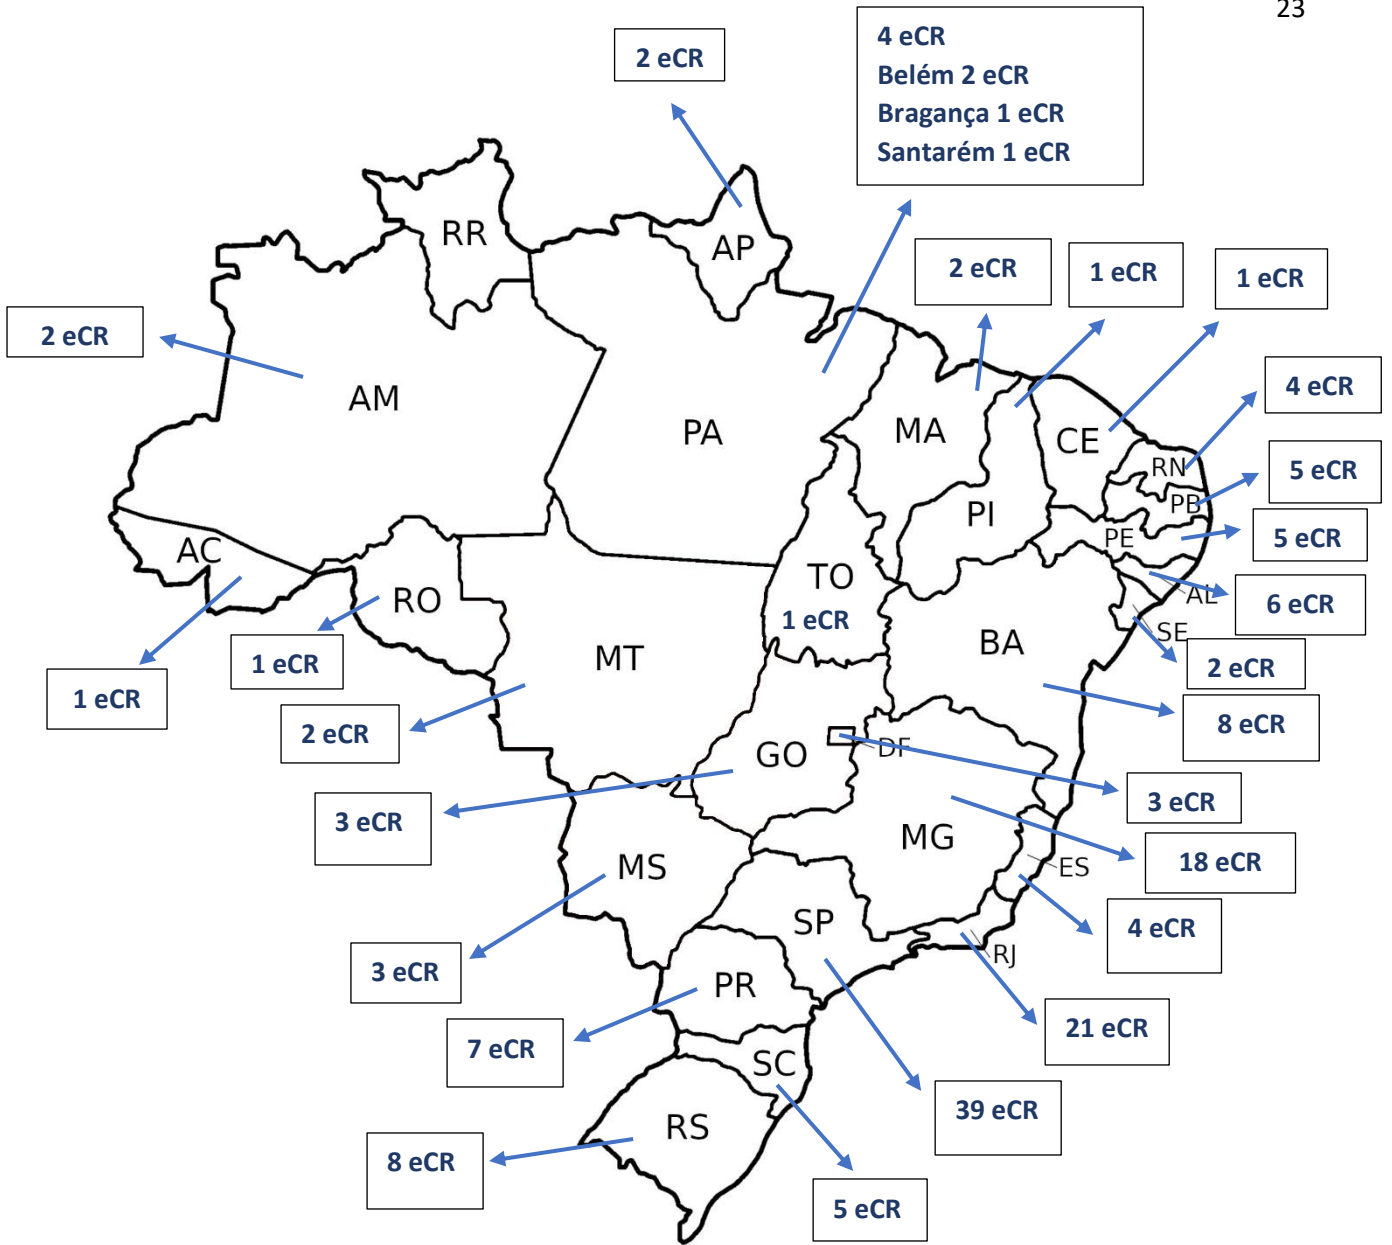 23
4 eCR
Belém 2 eCR
Bragança 1 eCR
Santarém 1 eCR
2 eCR
RR
AP
2 eCR
1 eCR
1 eCR
2 eCR
4 eCR
AM
PA
MA
CE
RN
5 eCR
PB
PI
PE
5 eCR
AC
TO
1 eCR
RO
AL
6 eCR
SE
BA
MT
1 eCR
2 eCR
1 eCR
2 eCR
8 eCR
GO
DF
3 eCR
3 eCR
MG
18 eCR
MS
ES
SP
4 eCR
RJ
3 eCR
PR
21 eCR
7 eCR
SC
39 eCR
RS
8 eCR
5 eCR